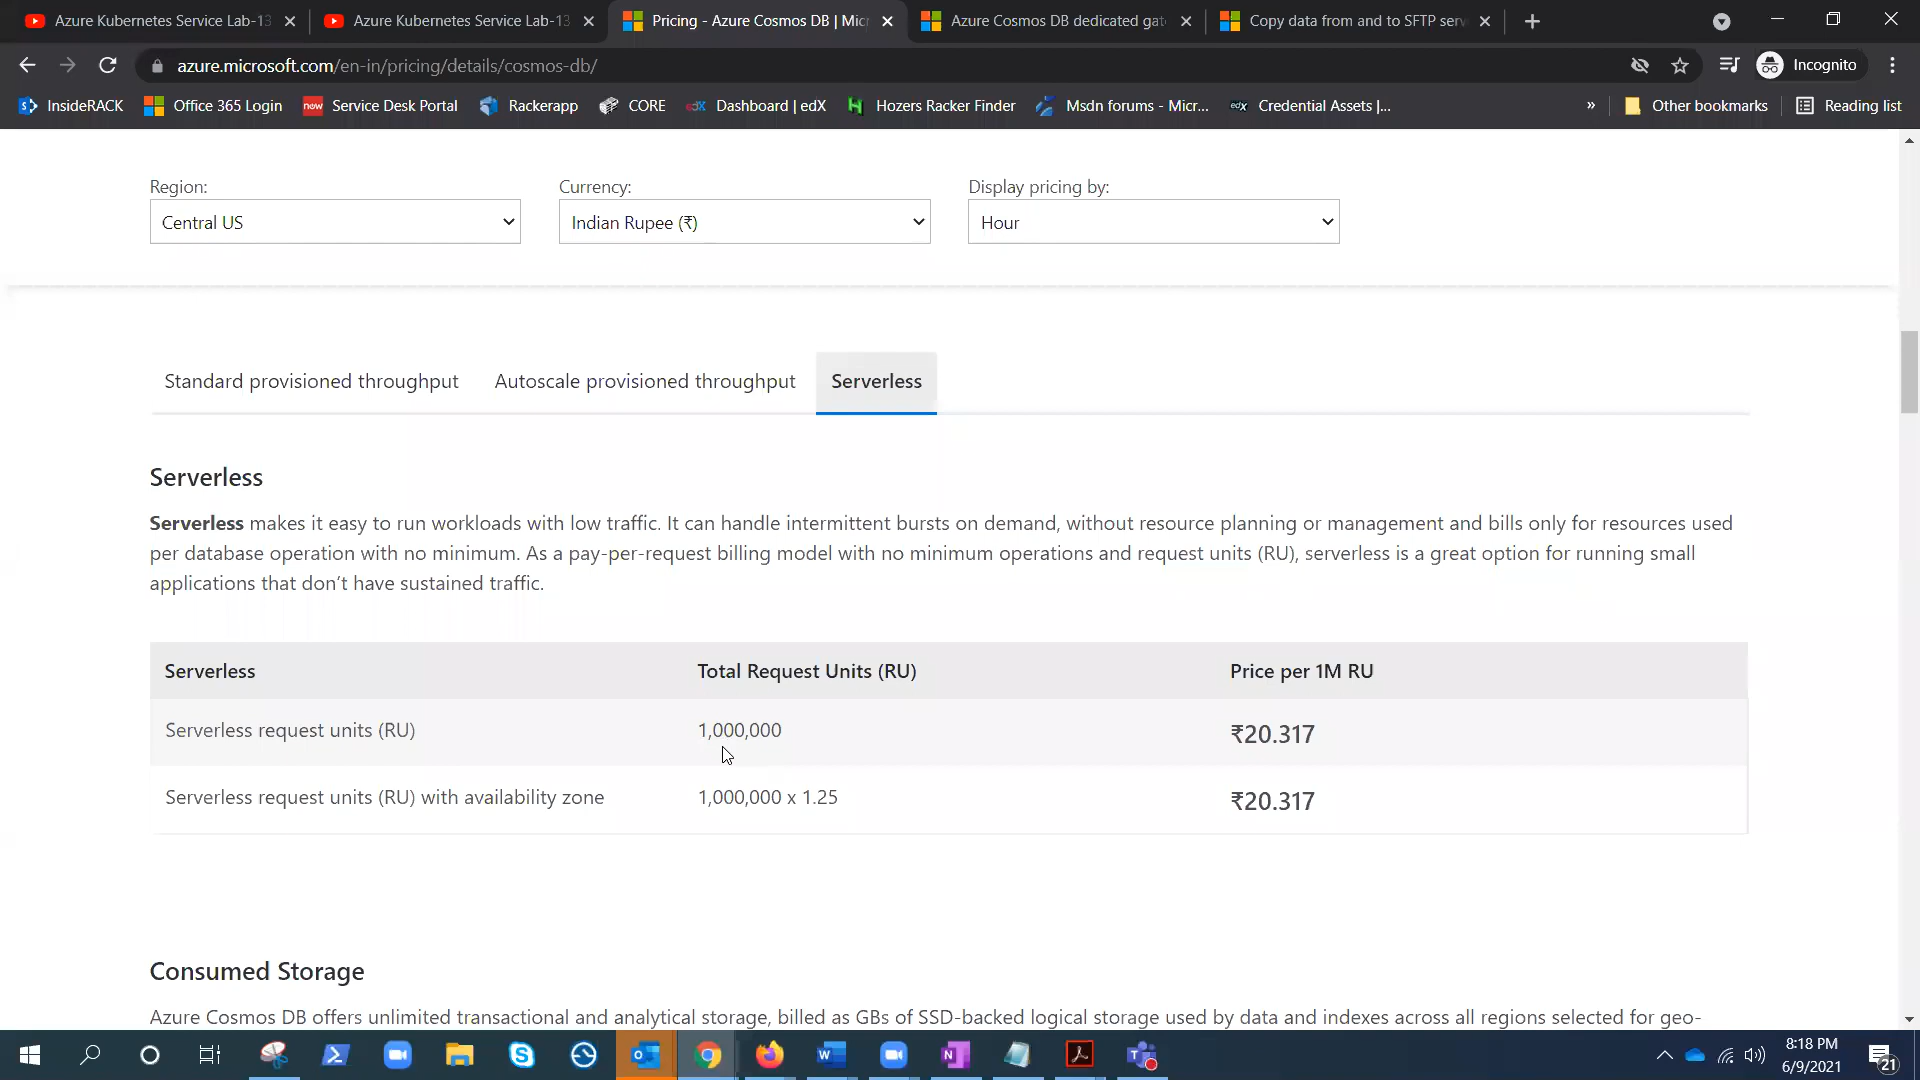 Azure Kubernetes Service Lab-13
Azure Kubernetes Service Lab-13
Pricing - Azure Cosmos DB | Mic
Azure Cosmos DB dedicated gat
Copy data from and to SFTP serv
azure.microsoft.com/en-in/pricing/details/cosmos-db/
Incognito
InsideRACK
Office 365 Login
now
Service Desk Portal
Rackerapp
CORE
edX
Dashboard | edX
Hozers Racker Finder
Msdn forums - Micr...
edx
Credential Assets |...
»
Other bookmarks
Reading list
Region:
Currency:
Display pricing by:
Central US
Indian Rupee (₹)
Hour
Standard provisioned throughput
Autoscale provisioned throughput
Serverless
Serverless
Serverless makes it easy to run workloads with low traffic. It can handle intermittent bursts on demand, without resource planning or management and bills only for resources used
per database operation with no minimum. As a pay-per-request billing model with no minimum operations and request units (RU), serverless is a great option for running small
applications that don't have sustained traffic.
Serverless
Total Request Units (RU)
Price per 1M RU
Serverless request units (RU)
1,000,000
₹20.317
Serverless request units (RU) with availability zone
1,000,000 x 1.25
₹20.317
Consumed Storage
Azure Cosmos DB offers unlimited transactional and analytical storage, billed as GBs of SSD-backed logical storage used by data and indexes across all regions selected for geo-
8:18 PM
6/9/2021
21